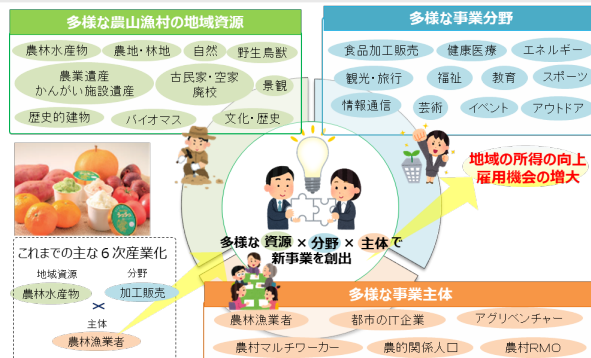 多様な農山漁村の地域資源
農林水産物
農地・林地
自然
野生鳥獣
農業遺産
かんがい施設遺産
古民家・空家
廃校
景観
歴史的建物
バイオマス
文化・歴史
多様な事業分野
食品加工販売
健康医療
エネルギー
観光・旅行
福祉
教育
スポーツ
情報通信
芸術
イベント
アウトドア
地域の所得の向上
雇用機会の増大
多様な 資源 × 分野 × 主体 で
新事業を創出
これまでの主な6次産業化
地域資源
分野
農林水産物
×
加工販売
主体
農林漁業者
多様な事業主体
農林漁業者
都市のIT企業
アグリベンチャー
農村マルチワーカー
農的関係人口
農村RMO